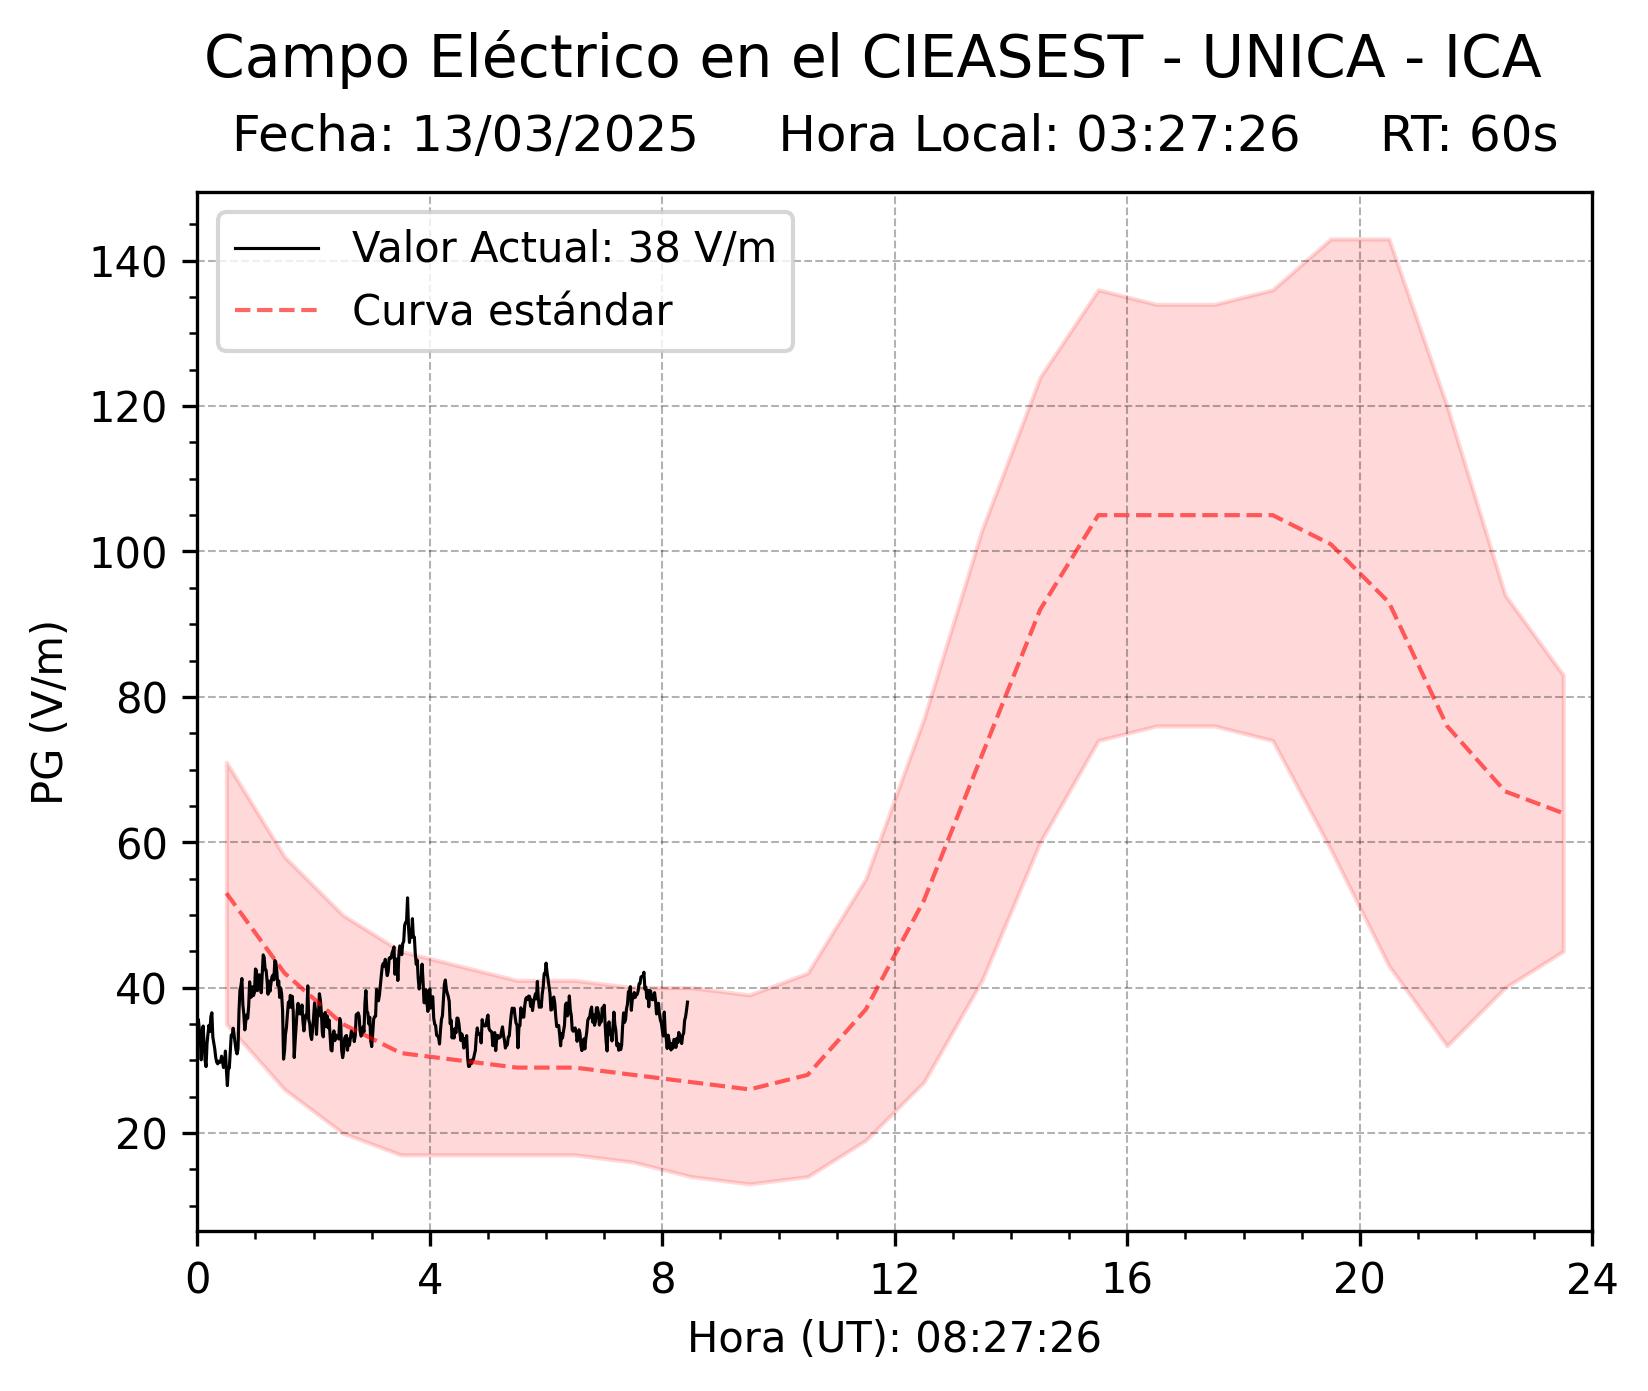 Campo Eléctrico en el CIEASEST - UNICA - ICA
Fecha: 13/03/2025 Hora Local: 03:27:26 RT: 60s
Valor Actual: 38 V/m
Curva estándar
140
120
100
80
60
40
20
PG (V/m)
0 4 8 12 16 20 24
Hora (UT): 08:27:26